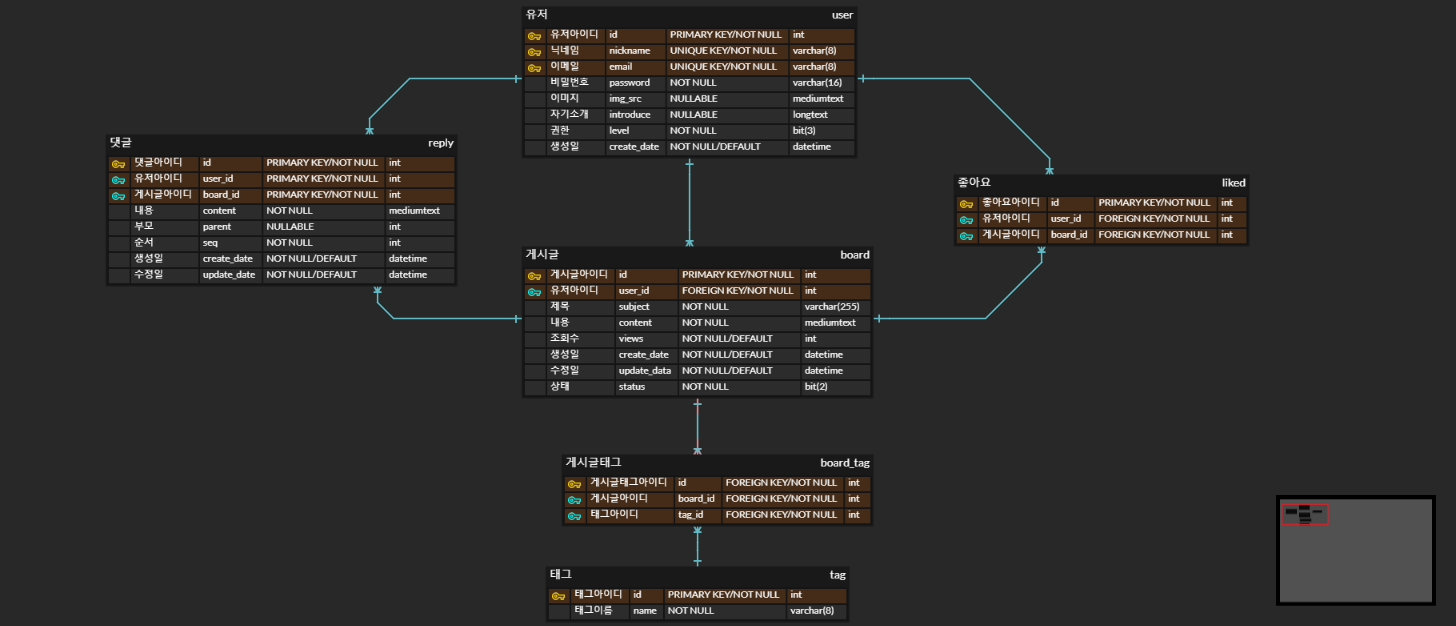 유저 user
유저아이디 id PRIMARY KEY/NOT NULL int
닉네임 nickname UNIQUE KEY/NOT NULL varchar(8)
이메일 email UNIQUE KEY/NOT NULL varchar(8)
비밀번호 password NOT NULL varchar(16)
이미지 img_src NULLABLE mediumtext
자기소개 introduce NULLABLE longtext
권한 level NOT NULL bit(3)
생성일 create_date NOT NULL/DEFAULT datetime
댓글 reply
댓글아이디 id PRIMARY KEY/NOT NULL int
유저아이디 user_id PRIMARY KEY/NOT NULL int
게시글아이디 board_id PRIMARY KEY/NOT NULL int
내용 content NOT NULL mediumtext
부모 parent NULLABLE int
순서 seq NOT NULL int
생성일 create_date NOT NULL/DEFAULT datetime
수정일 update_date NOT NULL/DEFAULT datetime
좋아요 liked
좋아요아이디 id PRIMARY KEY/NOT NULL int
유저아이디 user_id FOREIGN KEY/NOT NULL int
게시글아이디 board_id FOREIGN KEY/NOT NULL int
게시글 board
게시글아이디 id PRIMARY KEY/NOT NULL int
유저아이디 user_id FOREIGN KEY/NOT NULL int
제목 subject NOT NULL varchar(255)
내용 content NOT NULL mediumtext
조회수 views NOT NULL/DEFAULT int
생성일 create_date NOT NULL/DEFAULT datetime
수정일 update_data NOT NULL/DEFAULT datetime
상태 status NOT NULL bit(2)
게시글태그 board_tag
게시글태그아이디 id FOREIGN KEY/NOT NULL int
게시글아이디 board_id FOREIGN KEY/NOT NULL int
태그아이디 tag_id FOREIGN KEY/NOT NULL int
태그 tag
태그아이디 id PRIMARY KEY/NOT NULL int
태그이름 name NOT NULL varchar(8)